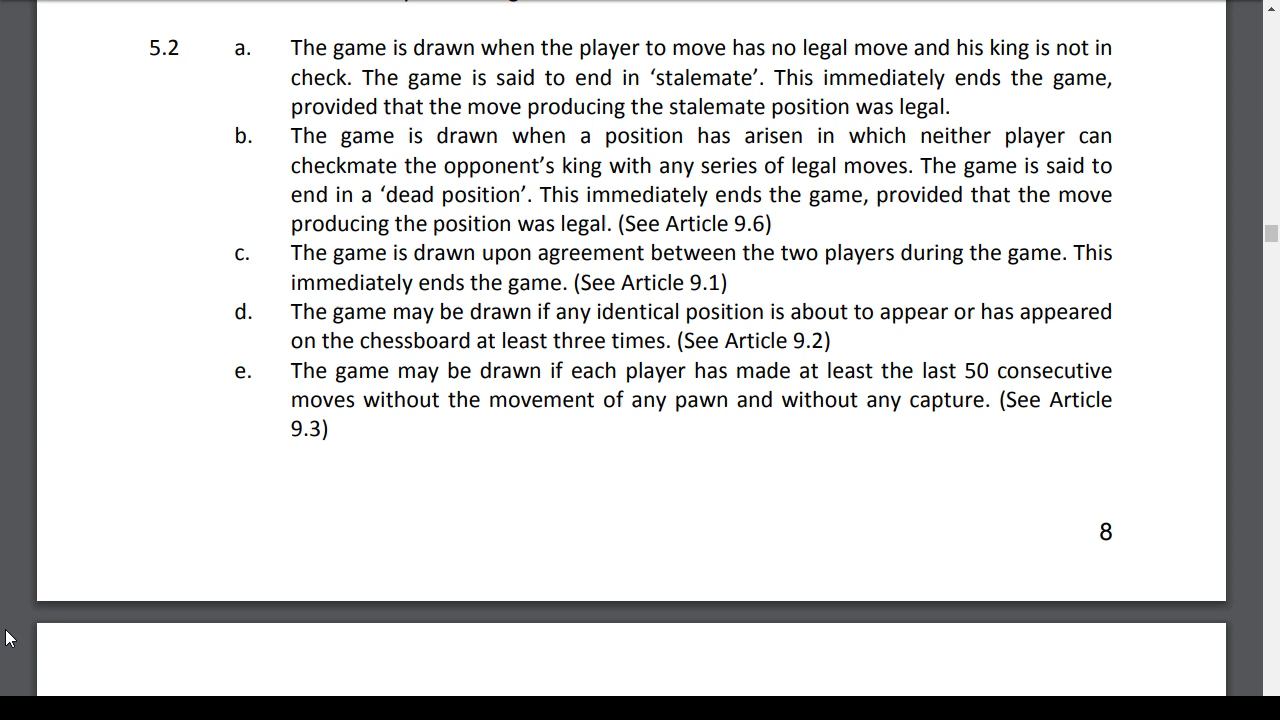 5.2 a. The game is drawn when the player to move has no legal move and his king is not in
check. The game is said to end in ‘stalemate’. This immediately ends the game,
provided that the move producing the stalemate position was legal.
b. The game is drawn when a position has arisen in which neither player can
checkmate the opponent’s king with any series of legal moves. The game is said to
end in a ‘dead position’. This immediately ends the game, provided that the move
producing the position was legal. (See Article 9.6)
c. The game is drawn upon agreement between the two players during the game. This
immediately ends the game. (See Article 9.1)
d. The game may be drawn if any identical position is about to appear or has appeared
on the chessboard at least three times. (See Article 9.2)
e. The game may be drawn if each player has made at least the last 50 consecutive
moves without the movement of any pawn and without any capture. (See Article
9.3)
8